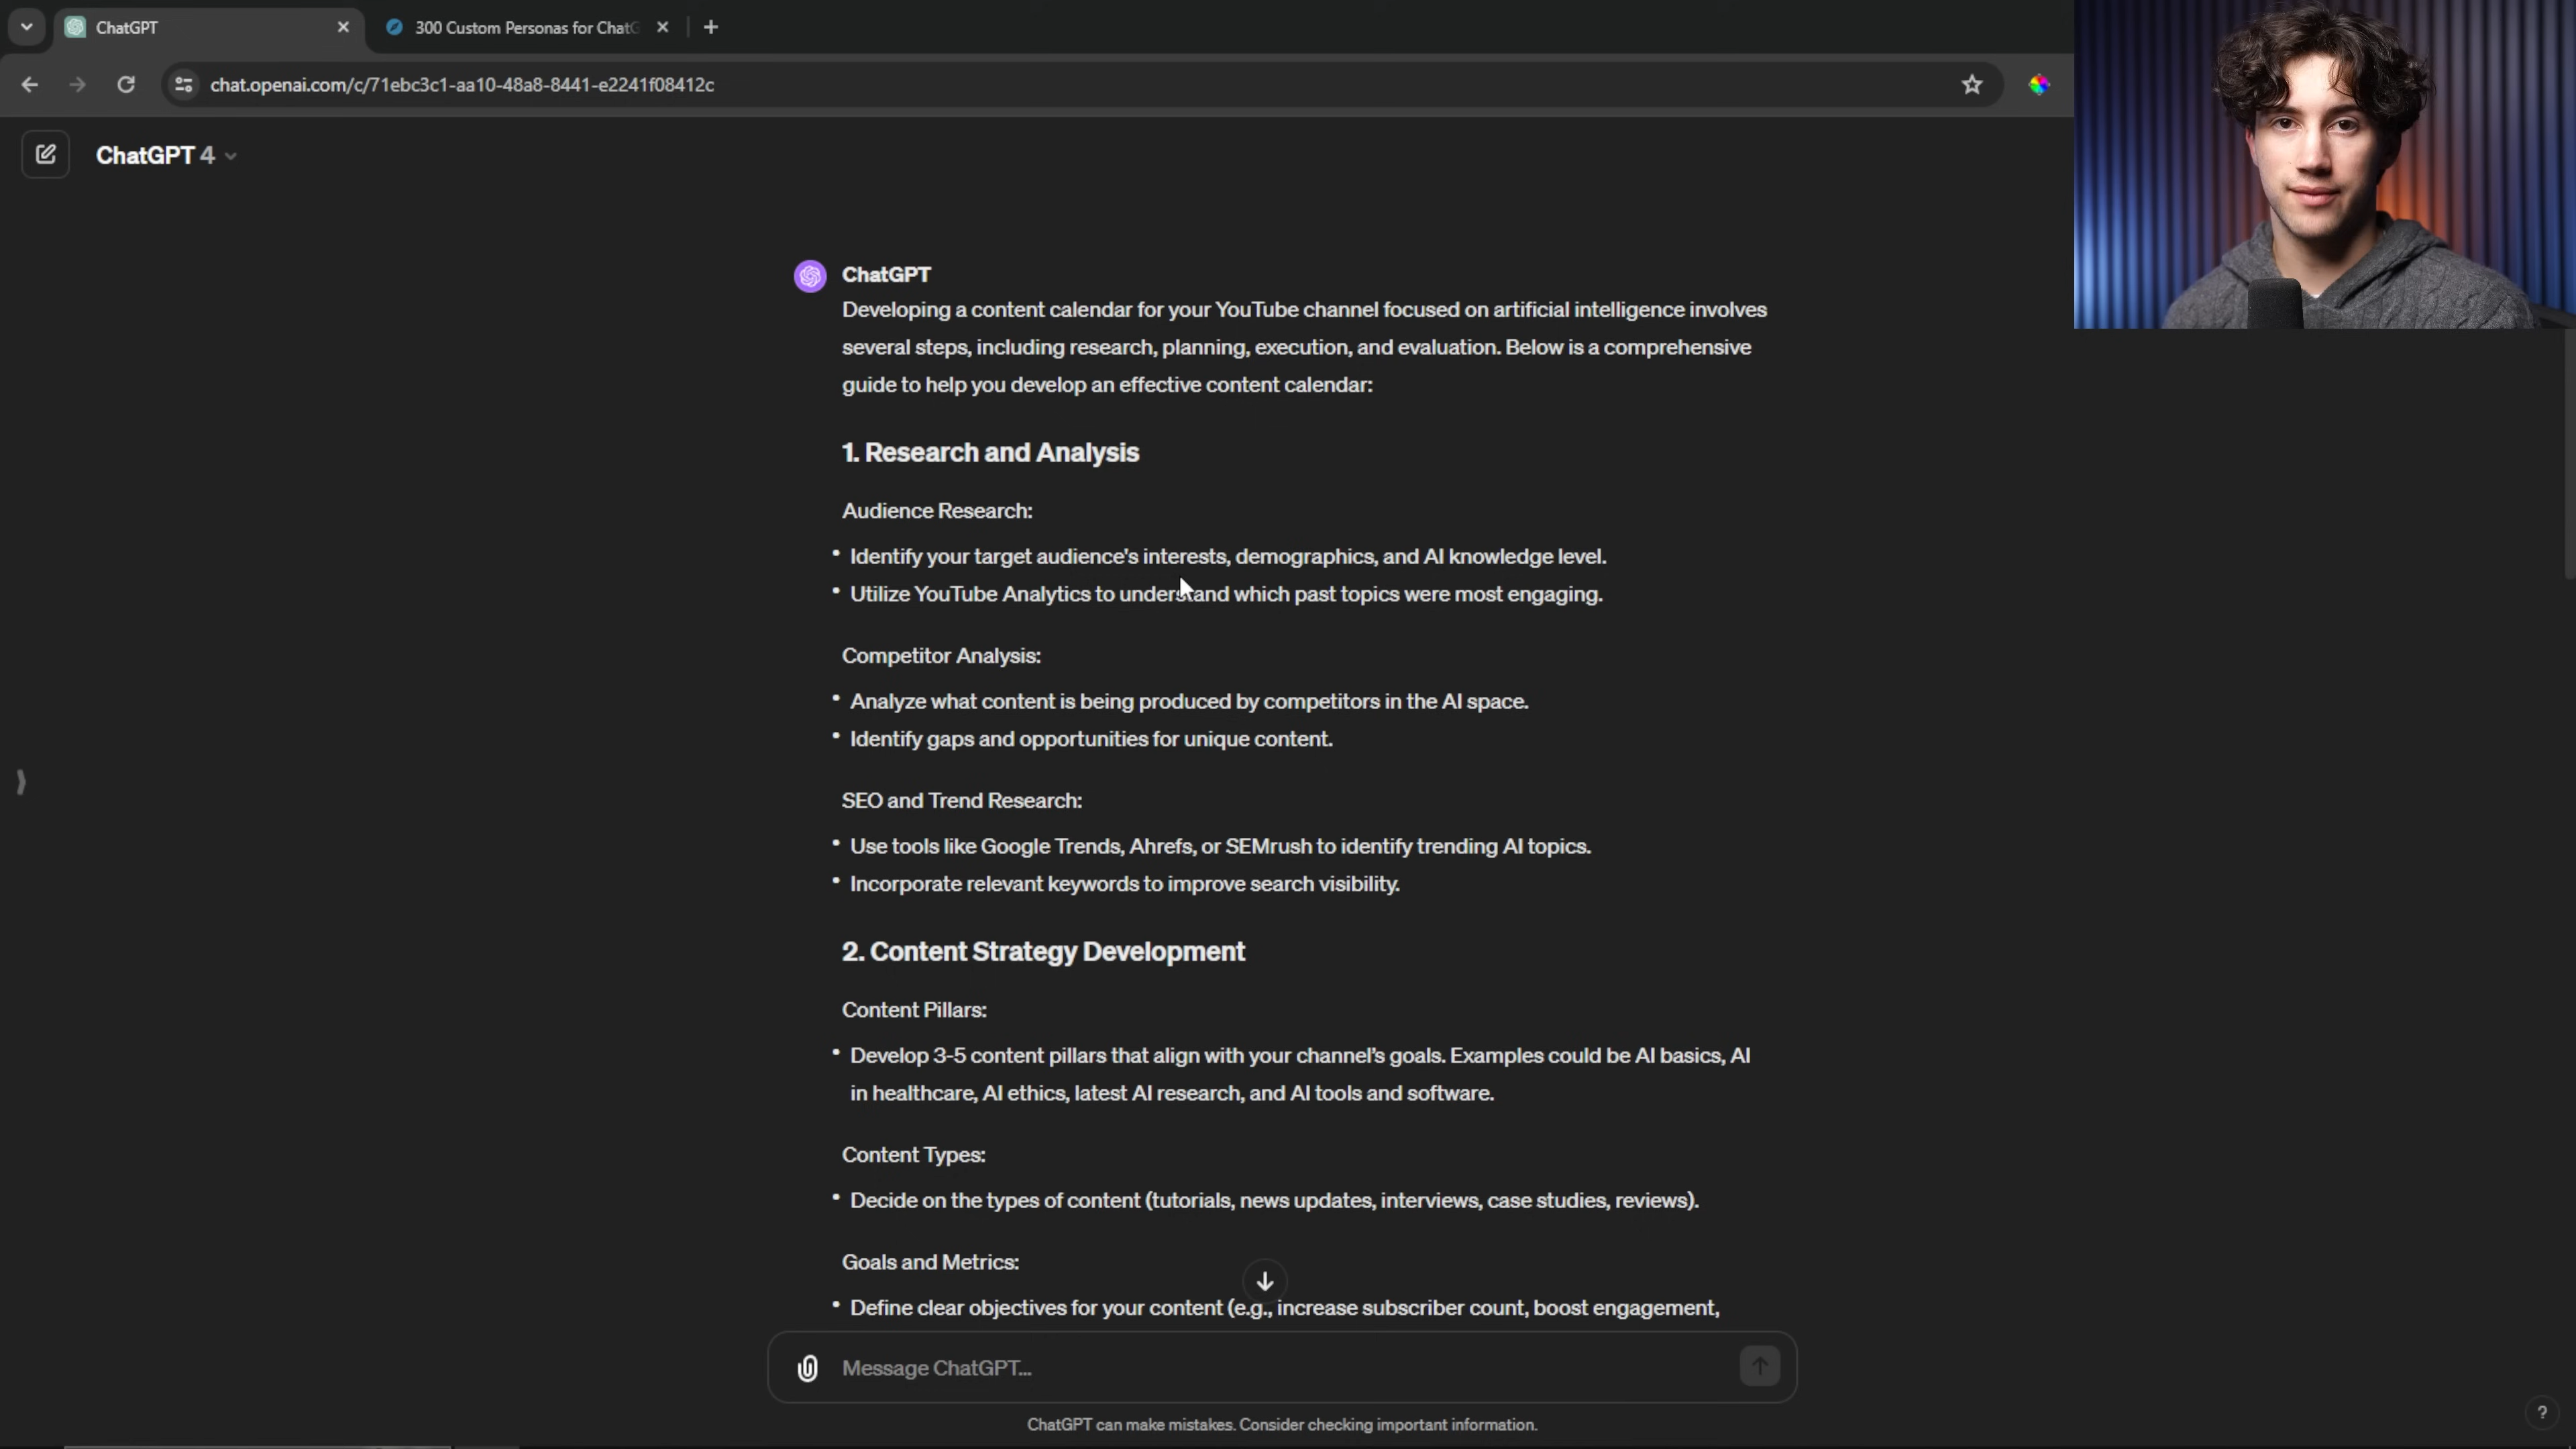 ChatGPT
300 Custom Personas for ChatG
chat.openai.com/c/71ebc3c1-aa10-48a8-8441-e2241f08412c
ChatGPT 4
ChatGPT
Developing a content calendar for your YouTube channel focused on artificial intelligence involves
several steps, including research, planning, execution, and evaluation. Below is a comprehensive
guide to help you develop an effective content calendar:
1. Research and Analysis
Audience Research:
• Identify your target audience's interests, demographics, and AI knowledge level.
• Utilize YouTube Analytics to understand which past topics were most engaging.
Competitor Analysis:
• Analyze what content is being produced by competitors in the AI space.
• Identify gaps and opportunities for unique content.
SEO and Trend Research:
• Use tools like Google Trends, Ahrefs, or SEMrush to identify trending AI topics.
• Incorporate relevant keywords to improve search visibility.
2. Content Strategy Development
Content Pillars:
• Develop 3-5 content pillars that align with your channel's goals. Examples could be AI basics, AI
in healthcare, AI ethics, latest AI research, and AI tools and software.
Content Types:
• Decide on the types of content (tutorials, news updates, interviews, case studies, reviews).
Goals and Metrics:
• Define clear objectives for your content (e.g., increase subscriber count, boost engagement,
Message ChatGPT...
ChatGPT can make mistakes. Consider checking important information.
?